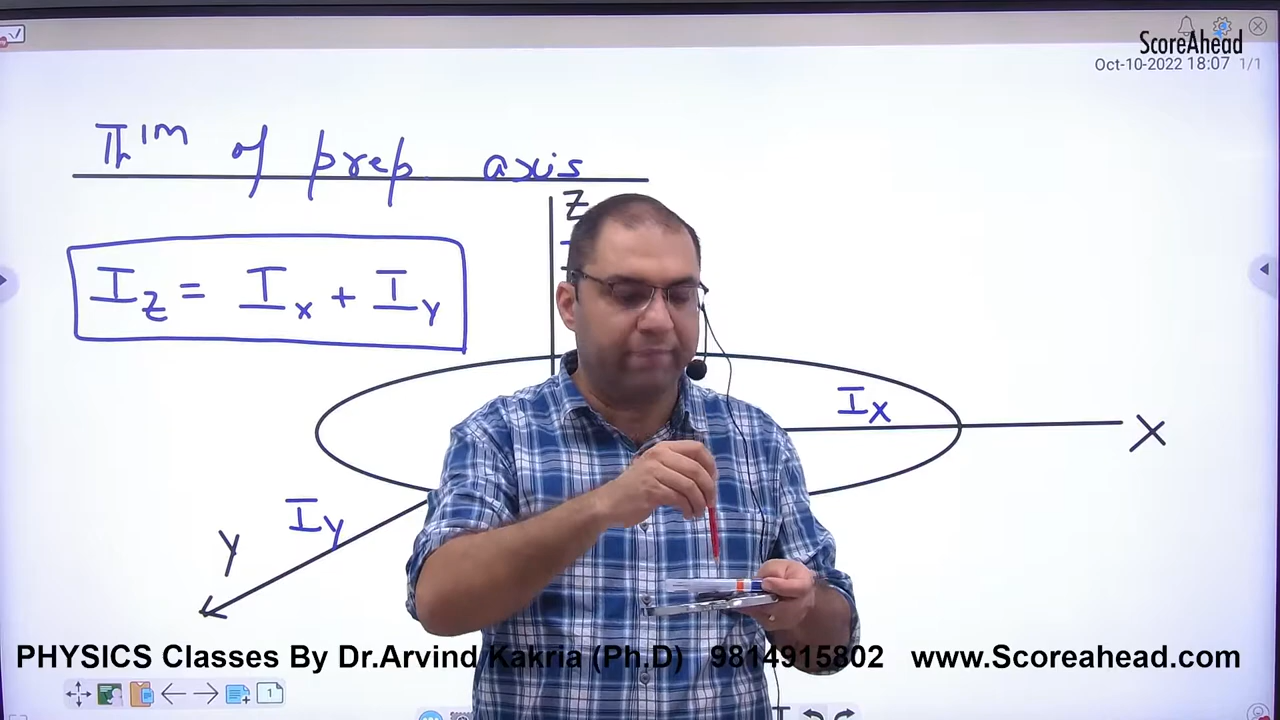 ScoreAhead
Oct-10-2022 18:07 1/1
Th^m of prep axis
Z
I_Z = I_X + I_Y
I_X
X
I_Y
Y
PHYSICS Classes By Dr.Arvind Kakria (Ph.D) 9814915802 www.Scoreahead.com
1